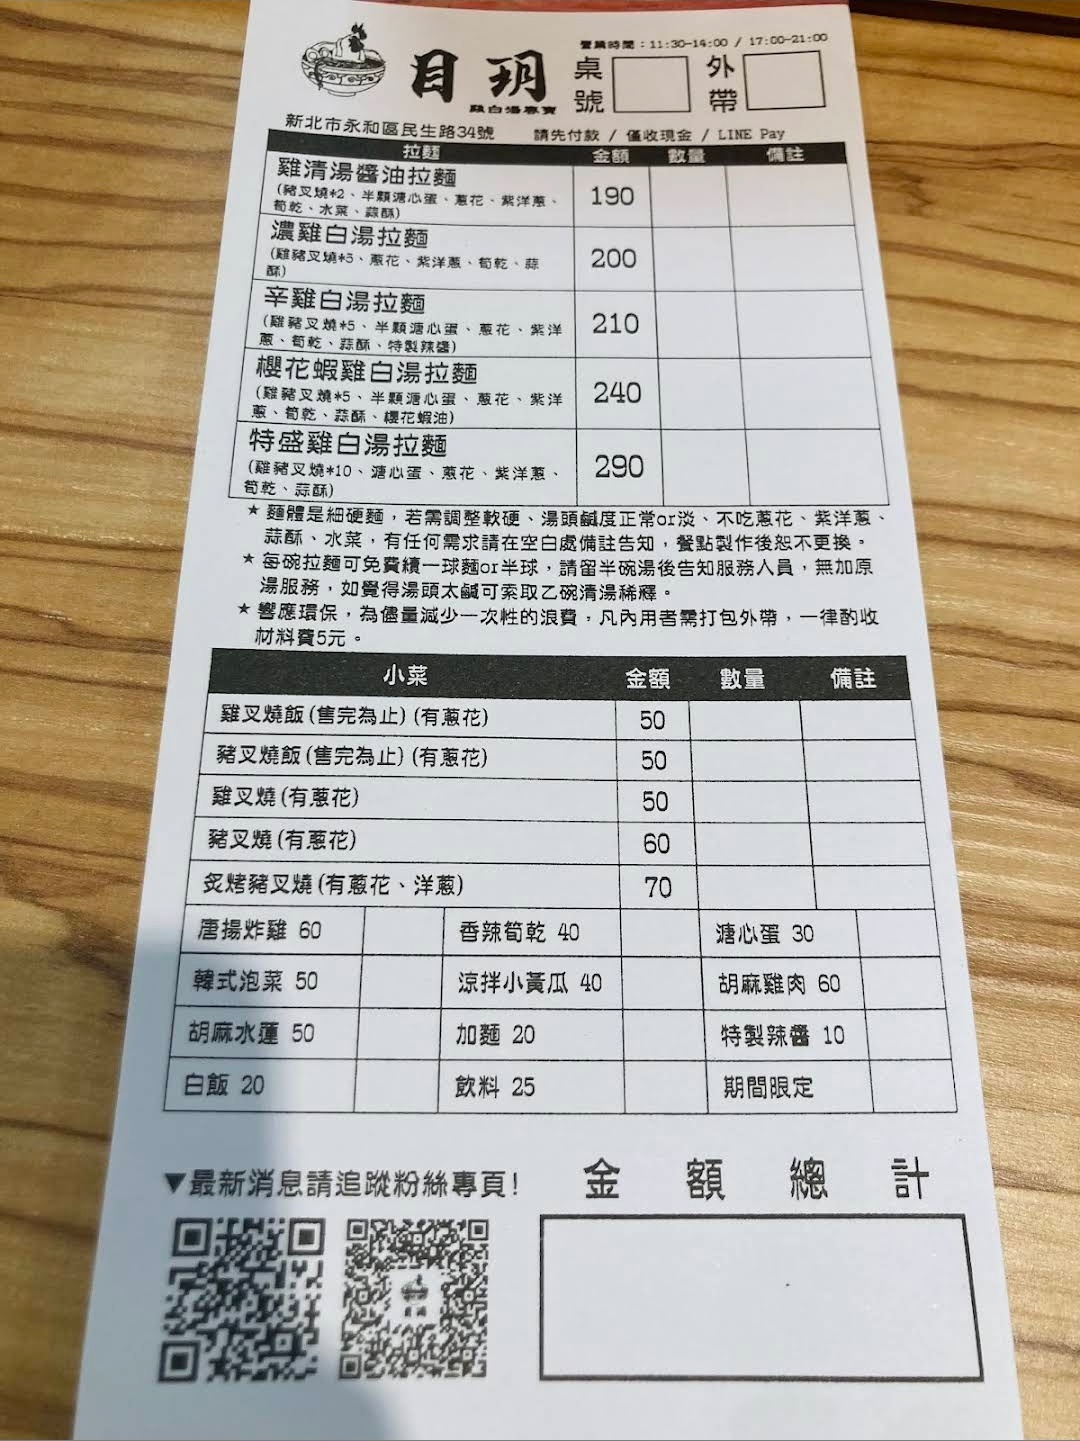 營業時間：11:30-14:00 / 17:00-21:00
目玥
桌號
外帶
雞白湯專賣
新北市永和區民生路34號 請先付款 / 僅收現金 / LINE Pay
拉麵 金額 數量 備註
雞清湯醬油拉麵 190
(豬叉燒*2、半顆溏心蛋、蔥花、紫洋蔥、
筍乾、水菜、蒜酥)
濃雞白湯拉麵 200
(雞豬叉燒*5、蔥花、紫洋蔥、筍乾、蒜
酥)
辛雞白湯拉麵 210
(雞豬叉燒*5、半顆溏心蛋、蔥花、紫洋
蔥、筍乾、蒜酥、特製辣醬)
櫻花蝦雞白湯拉麵 240
(雞豬叉燒*5、半顆溏心蛋、蔥花、紫洋
蔥、筍乾、蒜酥、櫻花蝦油)
特盛雞白湯拉麵 290
(雞豬叉燒*10、溏心蛋、蔥花、紫洋蔥、
筍乾、蒜酥)
★麵體是細硬麵，若需調整軟硬、湯頭鹹度正常or淡、不吃蔥花、紫洋蔥、
蒜酥、水菜，有任何需求請在空白處備註告知，餐點製作後恕不更換。
★每碗拉麵可免費續一球麵or半球，請留半碗湯後告知服務人員，無加原
湯服務，如覺得湯頭太鹹可索取乙碗清湯稀釋。
★響應環保，為儘量減少一次性的浪費，凡內用者需打包外帶，一律酌收
材料費5元。
小菜 金額 數量 備註
雞叉燒飯(售完為止)(有蔥花) 50
豬叉燒飯(售完為止)(有蔥花) 50
雞叉燒(有蔥花) 50
豬叉燒(有蔥花) 60
炙烤豬叉燒(有蔥花、洋蔥) 70
唐揚炸雞 60 香辣筍乾 40 溏心蛋 30
韓式泡菜 50 涼拌小黃瓜 40 胡麻雞肉 60
胡麻水蓮 50 加麵 20 特製辣醬 10
白飯 20 飲料 25 期間限定
▼最新消息請追蹤粉絲專頁!
金額總計